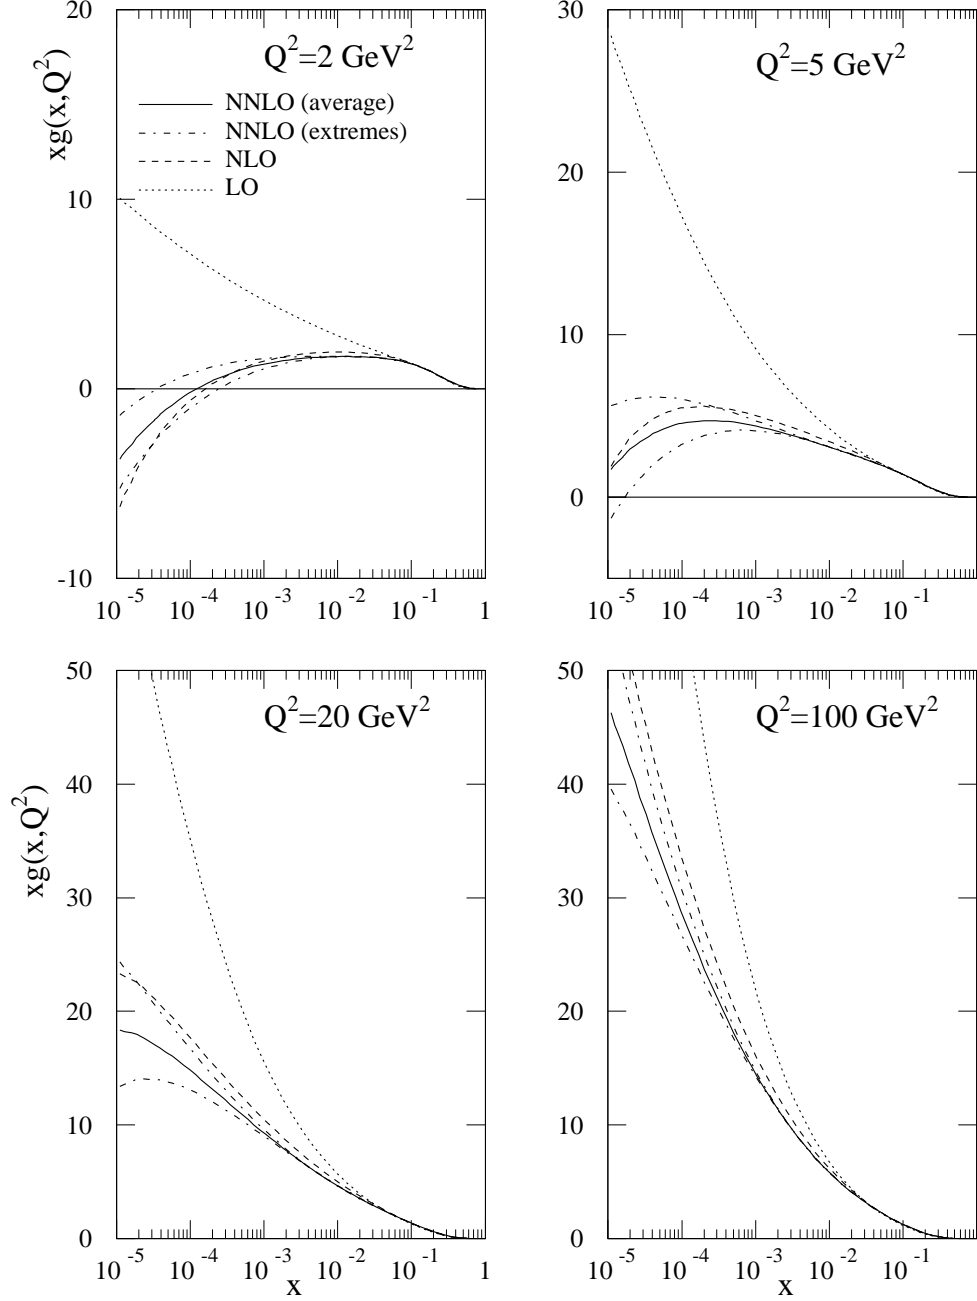 20
Q²=2 GeV²
xg(x,Q²)
NNLO (average)
NNLO (extremes)
NLO
LO
10
0
-10
10⁻⁵ 10⁻⁴ 10⁻³ 10⁻² 10⁻¹ 1
30
Q²=5 GeV²
20
10
0
10⁻⁵ 10⁻⁴ 10⁻³ 10⁻² 10⁻¹
50
Q²=20 GeV²
40
xg(x,Q²)
30
20
10
0
10⁻⁵ 10⁻⁴ 10⁻³ 10⁻² 10⁻¹ 1
x
50
Q²=100 GeV²
40
30
20
10
0
10⁻⁵ 10⁻⁴ 10⁻³ 10⁻² 10⁻¹
x